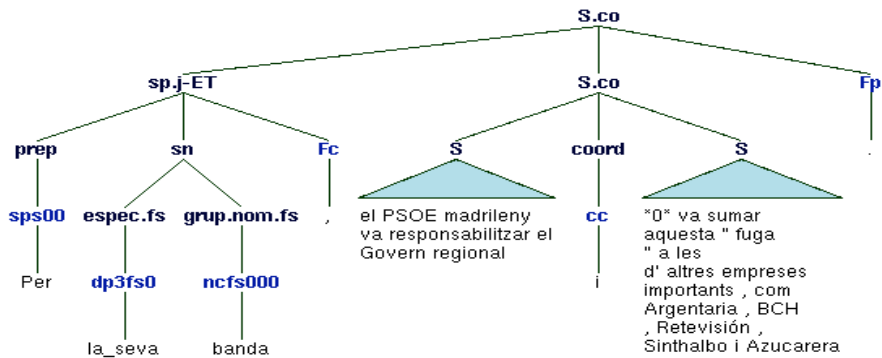 S.co
sp.j-ET S.co Fp
prep sn Fc S coord S .
sps00 espec.fs grup.nom.fs , el PSOE madrileny cc *0* va sumar
va responsabilitzar el aquesta " fuga
Govern regional " a les
Per dp3fs0 ncfs000 i d' altres empreses
importants , com
Argentaria , BCH
la_seva banda , Retevisión ,
Sinthalbo i Azucarera